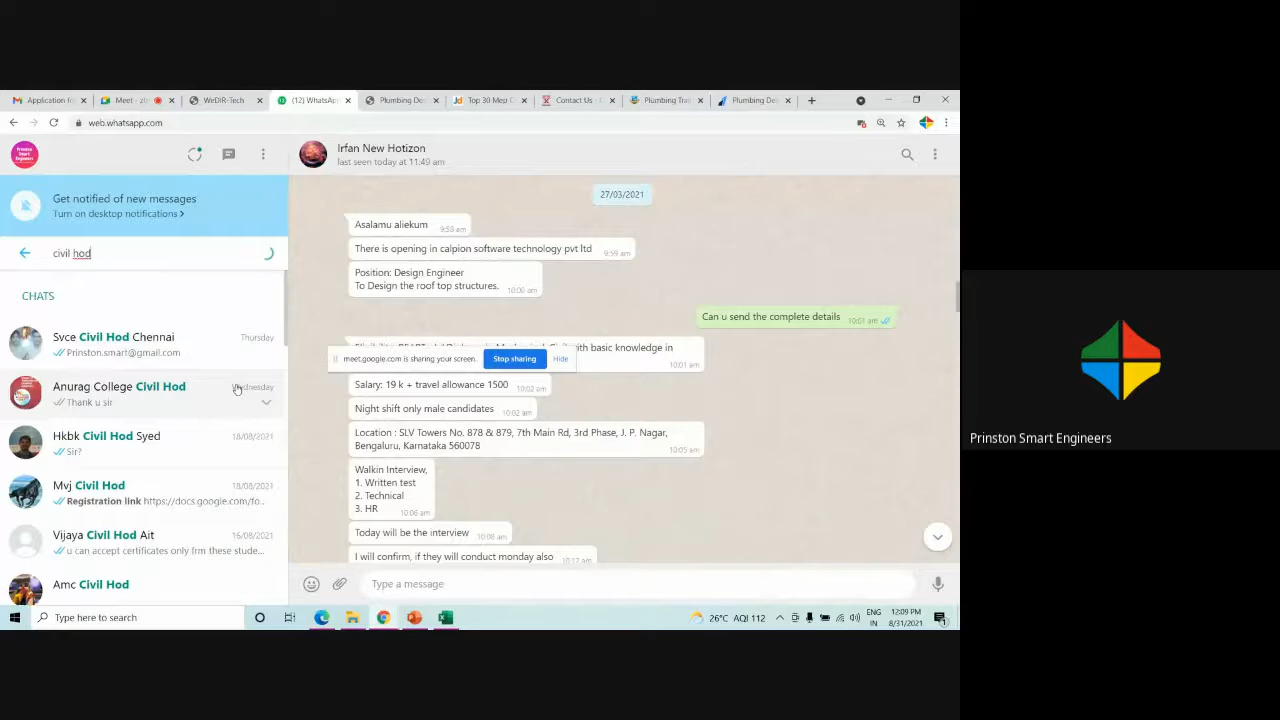 Application fo
Meet - zti
WeDIR-Tech
(12) WhatsApp
Plumbing De
Top 30 Mep C
Contact Us -
Plumbing Trai
Plumbing De
web.whatsapp.com
Prinston
Smart
Engineers
Irfan New Hotizon
last seen today at 11:49 am
Get notified of new messages
Turn on desktop notifications >
civil hod
CHATS
Svce Civil Hod Chennai
Thursday
Prinston.smart@gmail.com
Anurag College Civil Hod
Wednesday
Thank u sir
Hkbk Civil Hod Syed
18/08/2021
Sir?
Mvj Civil Hod
18/08/2021
Registration link https://docs.google.com/fo..
Vijaya Civil Hod Ait
16/08/2021
u can accept certificates only frm these stude...
Amc Civil Hod
27/03/2021
Asalamu aliekum
9:58 am
There is opening in calpion software technology pvt ltd
9:59 am
Position: Design Engineer
To Design the roof top structures.
10:00 am
Can u send the complete details
10:01 am
with basic knowledge in
10:01 am
meet.google.com is sharing your screen.
Stop sharing
Hide
Salary: 19 k + travel allowance 1500
10:02 am
Night shift only male candidates
10:02 am
Location : SLV Towers No. 878 & 879, 7th Main Rd, 3rd Phase, J. P. Nagar,
Bengaluru, Karnataka 560078
10:05 am
Walkin Interview,
1. Written test
2. Technical
3. HR
10:06 am
Today will be the interview
10:08 am
I will confirm, if they will conduct monday also
10:12 am
Type a message
Type here to search
26°C AQI 112
ENG
IN
12:09 PM
8/31/2021
Prinston Smart Engineers